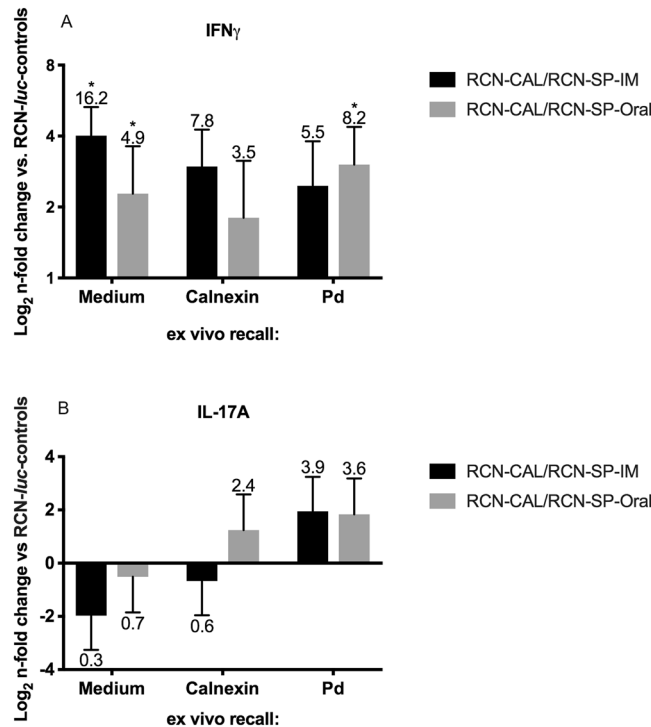 A
IFNγ
Log2 n-fold change vs. RCN-luc-controls
8
4
2
1
*
16.2
*
4.9
7.8
3.5
5.5
*
8.2
Medium Calnexin Pd
ex vivo recall:
RCN-CAL/RCN-SP-IM
RCN-CAL/RCN-SP-Oral
B
IL-17A
Log2 n-fold change vs RCN-luc-controls
4
2
0
-2
-4
0.3
0.7
0.6
2.4
3.9
3.6
Medium Calnexin Pd
ex vivo recall:
RCN-CAL/RCN-SP-IM
RCN-CAL/RCN-SP-Oral